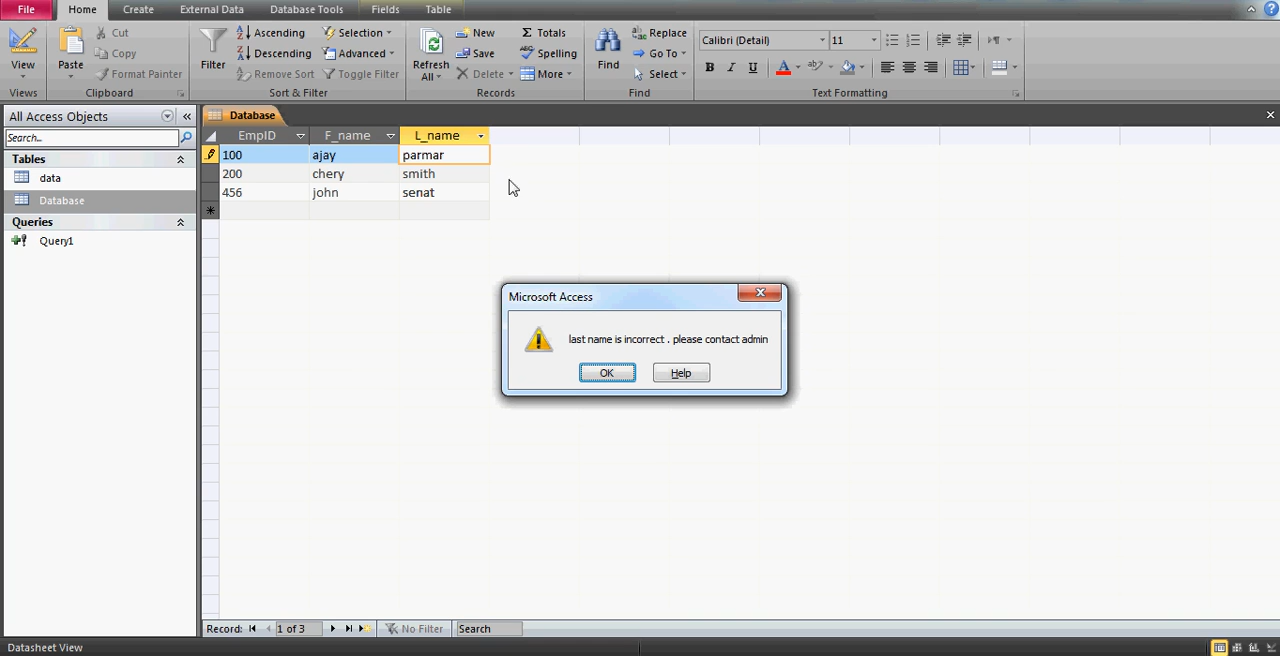 File Home Create External Data Database Tools Fields Table
View
Views
Paste
Cut
Copy
Format Painter
Clipboard
Filter
Ascending
Descending
Remove Sort
Selection
Advanced
Toggle Filter
Sort & Filter
Refresh
All
New
Save
Delete
Totals
Spelling
More
Records
Find
Replace
Go To
Select
Find
Calibri (Detail) 11
B I U A ab
Text Formatting
All Access Objects «
Search...
Tables
data
Database
Queries
Query1
Database
EmpID F_name L_name
100 ajay parmar
200 chery smith
456 john senat
Microsoft Access
last name is incorrect . please contact admin
OK Help
Record: 1 of 3 No Filter Search
Datasheet View